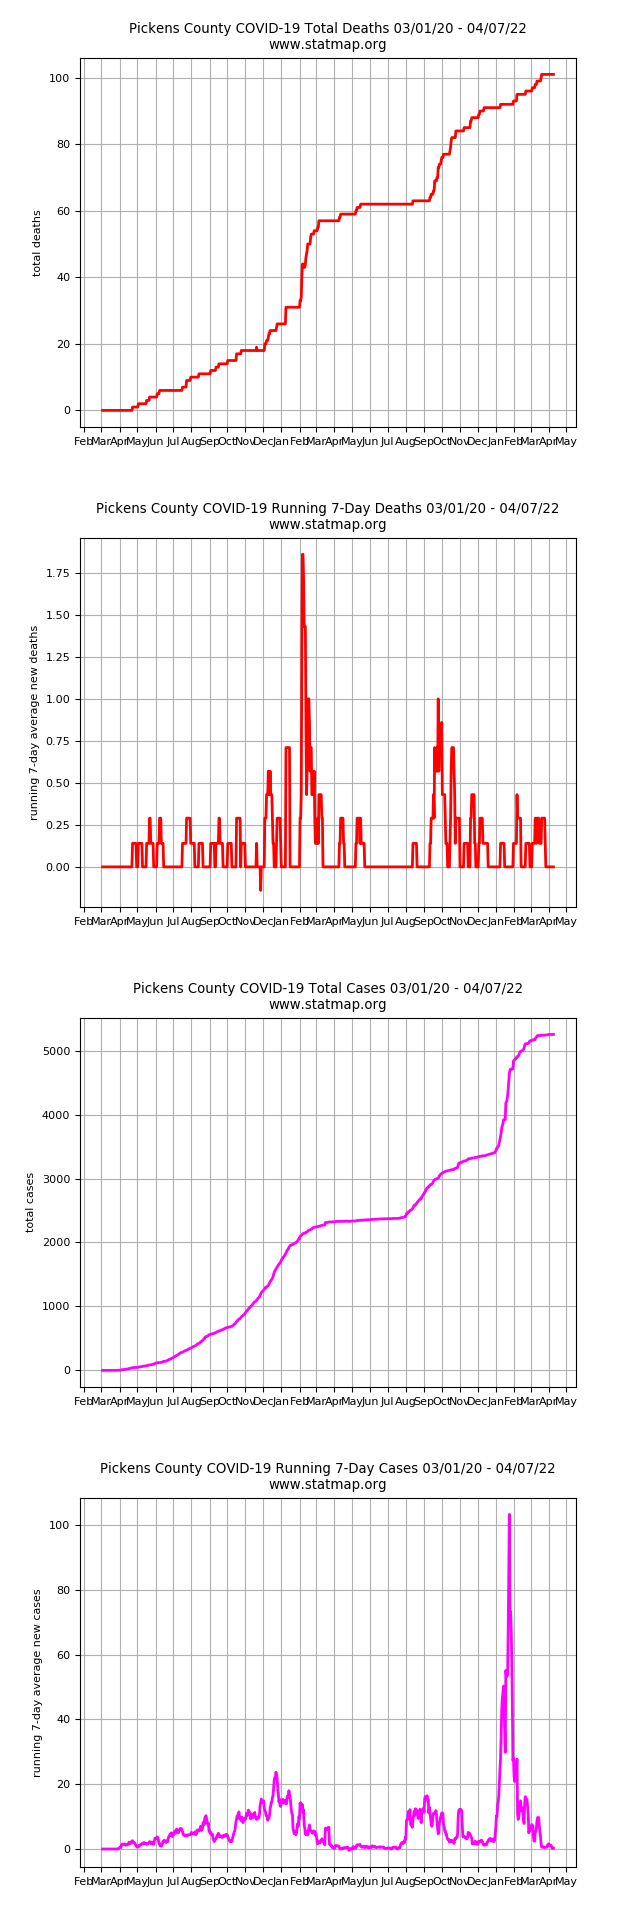 Pickens County COVID-19 Total Deaths 03/01/20 - 04/07/22
www.statmap.org
total deaths
100
80
60
40
20
0
Feb Mar Apr May Jun Jul Aug Sep Oct Nov Dec Jan Feb Mar Apr May Jun Jul Aug Sep Oct Nov Dec Jan Feb Mar Apr May
Pickens County COVID-19 Running 7-Day Deaths 03/01/20 - 04/07/22
www.statmap.org
running 7-day average new deaths
1.75
1.50
1.25
1.00
0.75
0.50
0.25
0.00
Feb Mar Apr May Jun Jul Aug Sep Oct Nov Dec Jan Feb Mar Apr May Jun Jul Aug Sep Oct Nov Dec Jan Feb Mar Apr May
Pickens County COVID-19 Total Cases 03/01/20 - 04/07/22
www.statmap.org
total cases
5000
4000
3000
2000
1000
0
Feb Mar Apr May Jun Jul Aug Sep Oct Nov Dec Jan Feb Mar Apr May Jun Jul Aug Sep Oct Nov Dec Jan Feb Mar Apr May
Pickens County COVID-19 Running 7-Day Cases 03/01/20 - 04/07/22
www.statmap.org
running 7-day average new cases
100
80
60
40
20
0
Feb Mar Apr May Jun Jul Aug Sep Oct Nov Dec Jan Feb Mar Apr May Jun Jul Aug Sep Oct Nov Dec Jan Feb Mar Apr May